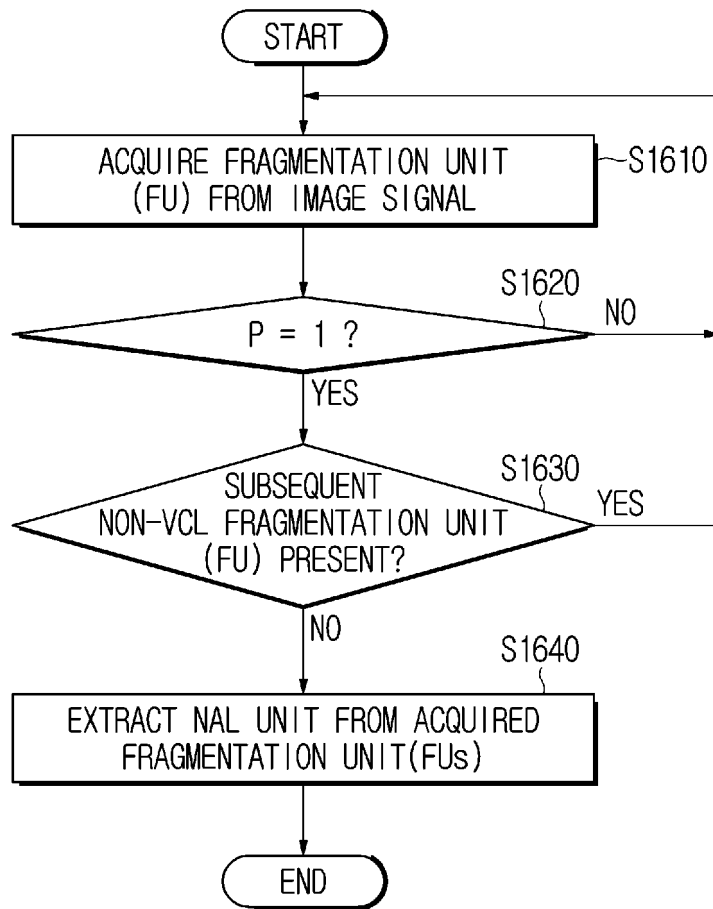 START
ACQUIRE FRAGMENTATION UNIT
(FU) FROM IMAGE SIGNAL
S1610
S1620
P = 1 ?
NO
YES
S1630
SUBSEQUENT
NON-VCL FRAGMENTATION UNIT
(FU) PRESENT?
YES
NO
S1640
EXTRACT NAL UNIT FROM ACQUIRED
FRAGMENTATION UNIT(FUs)
END